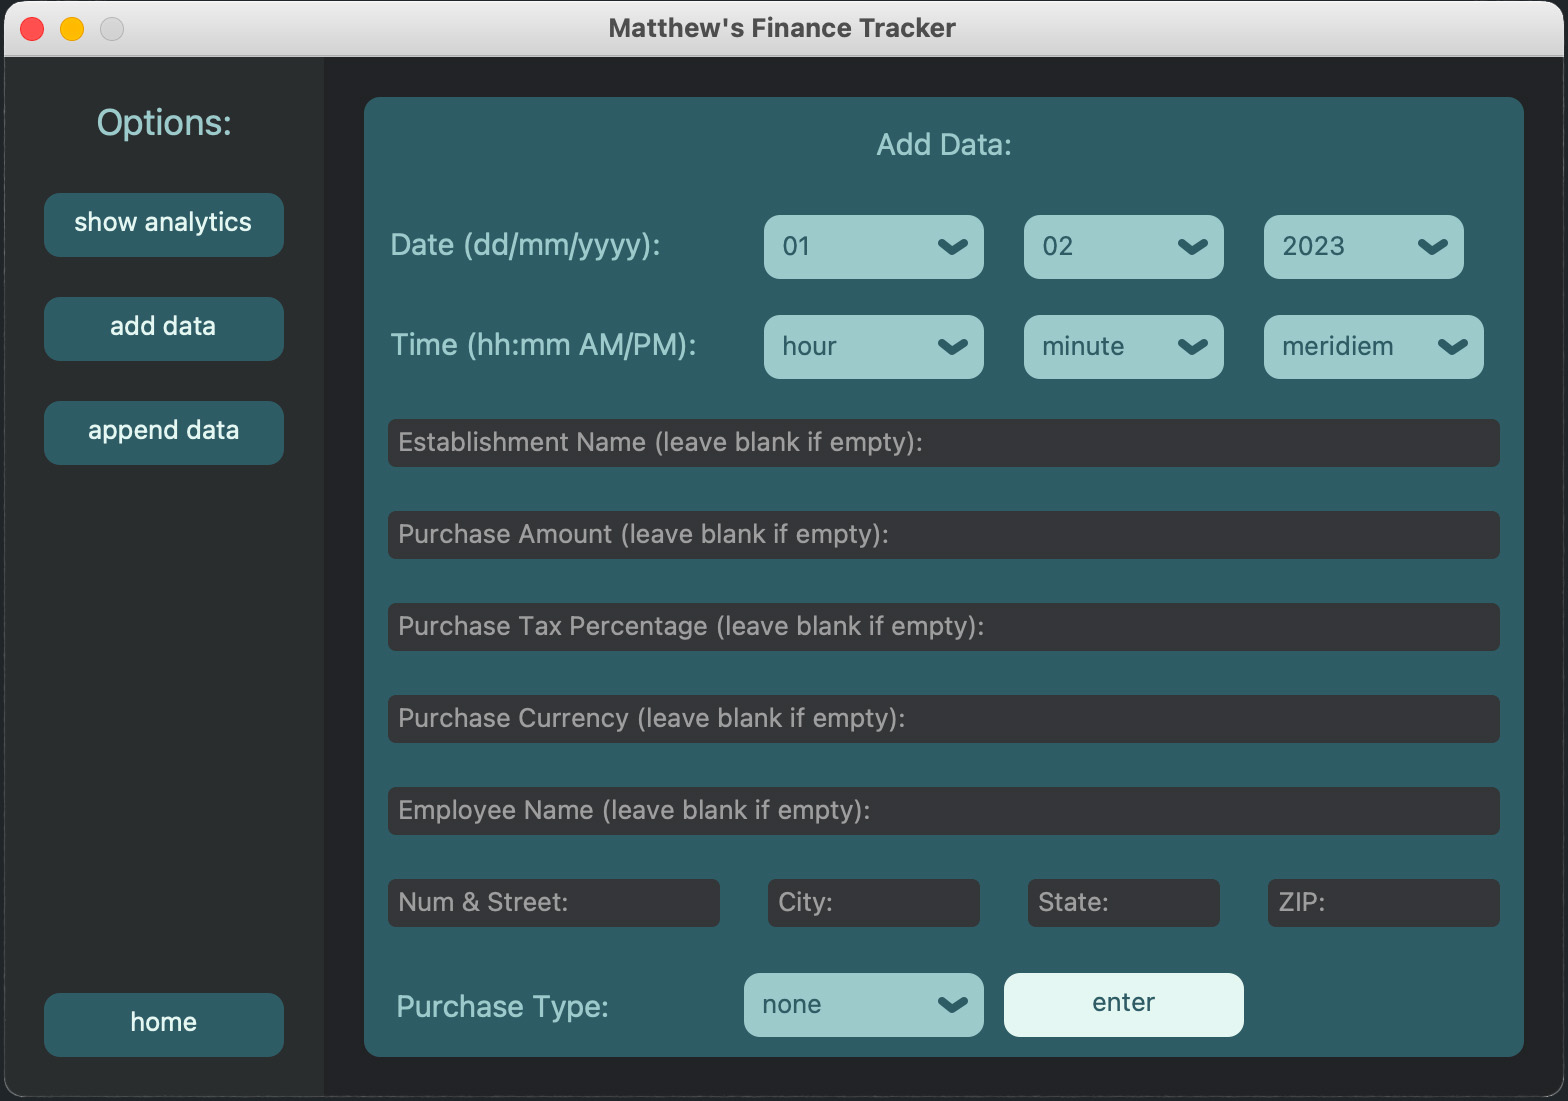 Matthew's Finance Tracker
Options:
show analytics
add data
append data
home
Add Data:
Date (dd/mm/yyyy): 01 02 2023
Time (hh:mm AM/PM): hour minute meridiem
Establishment Name (leave blank if empty):
Purchase Amount (leave blank if empty):
Purchase Tax Percentage (leave blank if empty):
Purchase Currency (leave blank if empty):
Employee Name (leave blank if empty):
Num & Street: City: State: ZIP:
Purchase Type: none enter